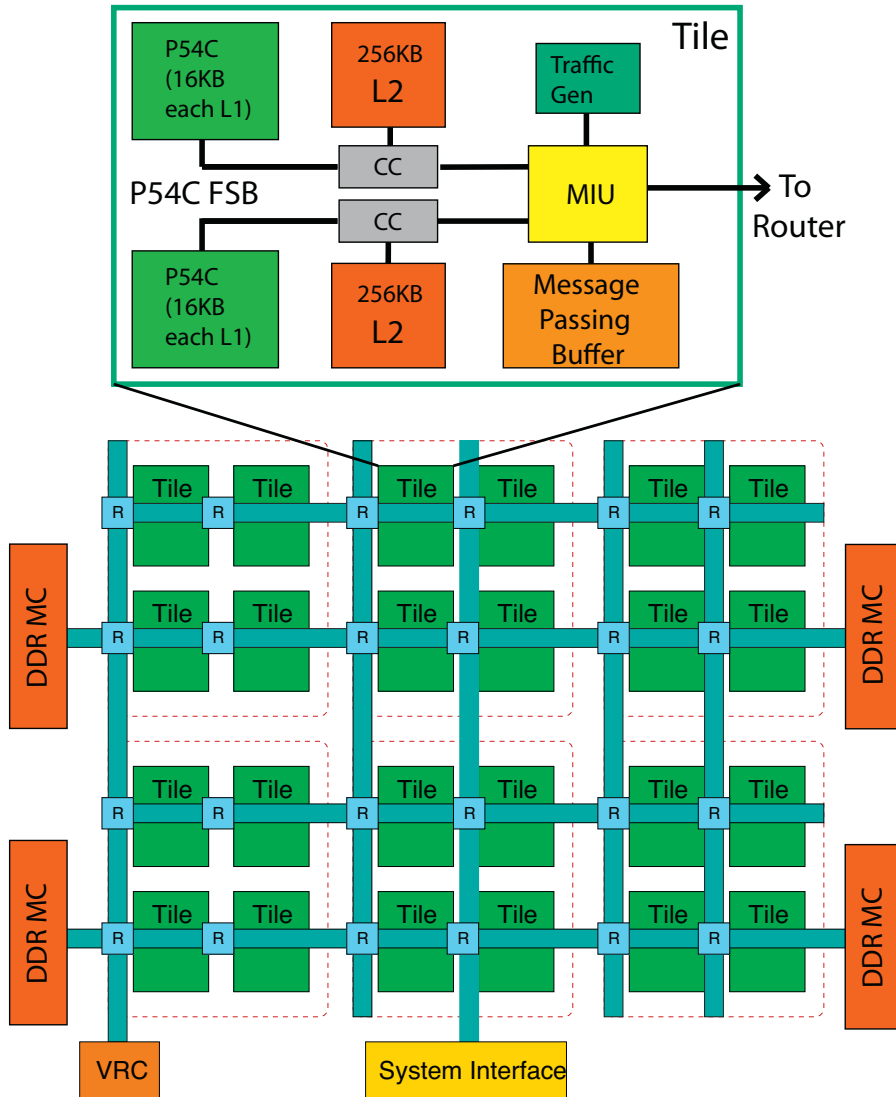 Tile
P54C
(16KB
each L1)
256KB
L2
Traffic
Gen
CC
P54C FSB
CC
MIU
To
Router
P54C
(16KB
each L1)
256KB
L2
Message
Passing
Buffer
Tile Tile Tile Tile Tile Tile
R R R R R R
DDR MC
DDR MC
Tile Tile Tile Tile Tile Tile
R R R R R R
Tile Tile Tile Tile Tile Tile
R R R R R R
DDR MC
DDR MC
Tile Tile Tile Tile Tile Tile
R R R R R R
VRC
System Interface